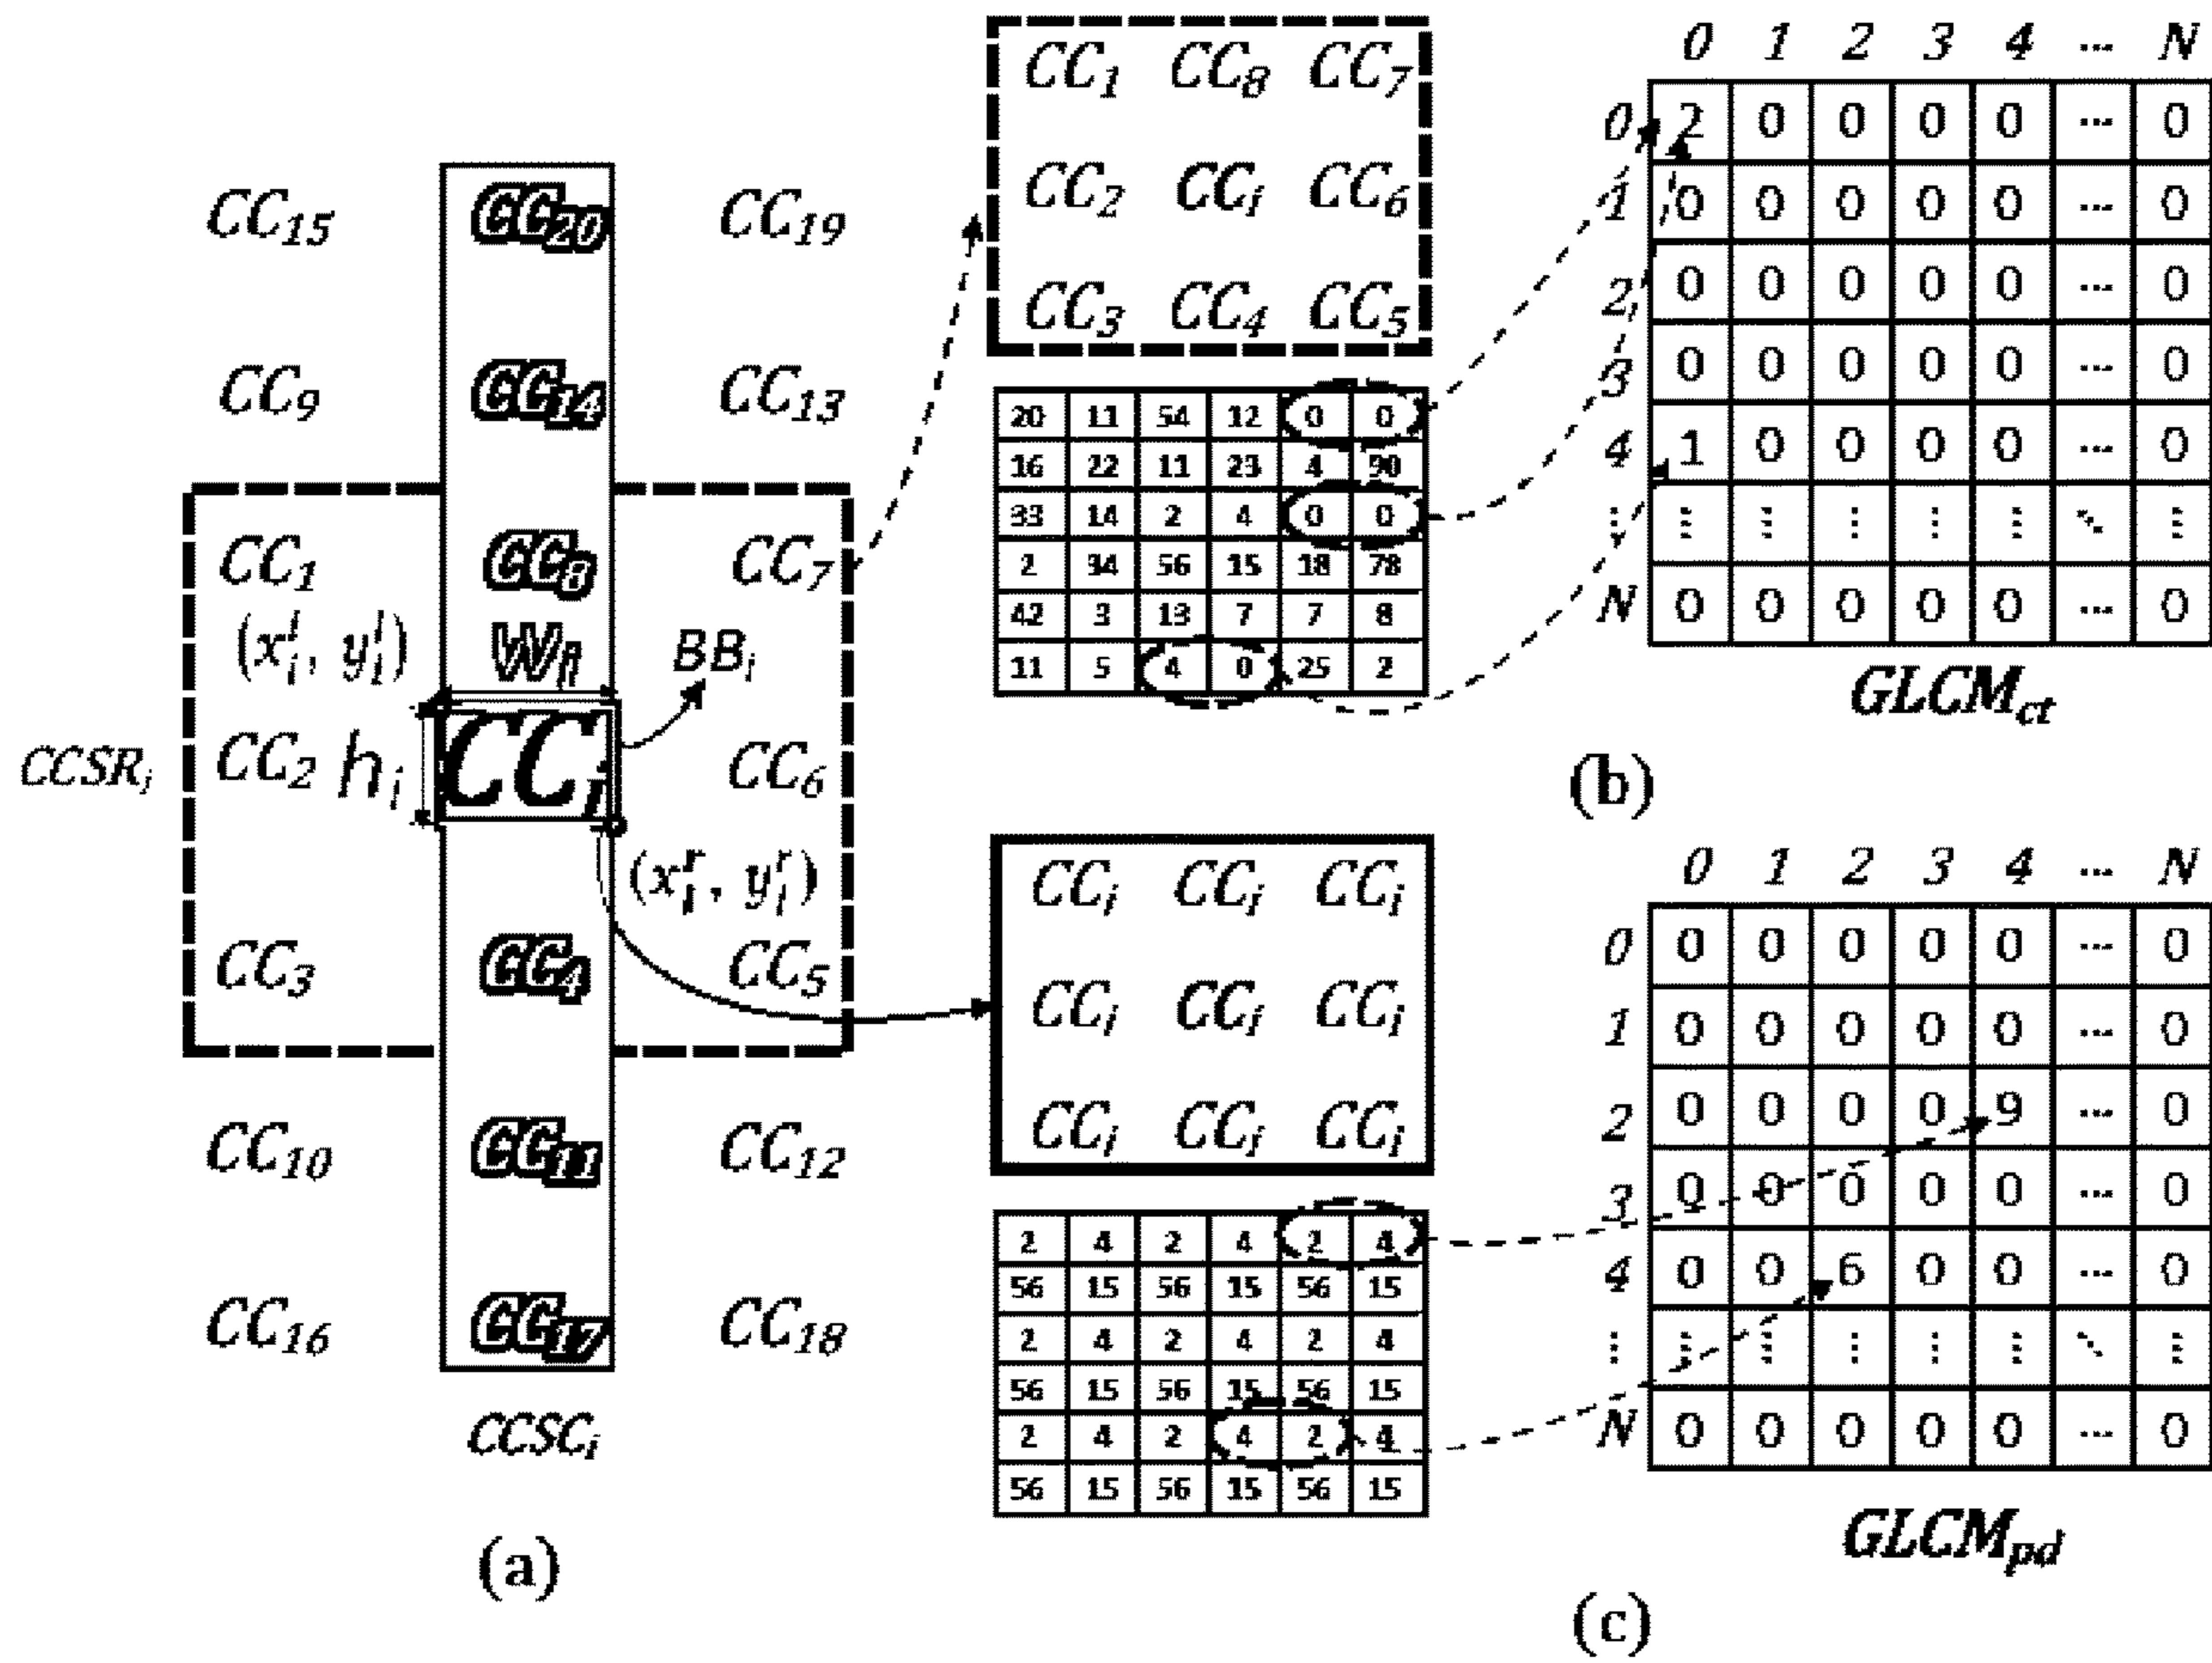 CC15 CC20 CC19
CC9 CC14 CC13
CC1 CC8 CC7
(x_i^l, y_i^l) W_i BB_i
CCSR_i CC2 h_i CC_i CC6
(x_i^r, y_i^r)
CC3 CC4 CC5
CC10 CC11 CC12
CC16 CC17 CC18
CCSC_i
(a)
CC1 CC8 CC7
CC2 CC_i CC6
CC3 CC4 CC5
20 11 54 12 0 0
16 22 11 23 4 90
33 14 2 4 0 0
2 34 56 15 18 78
42 3 13 7 7 8
11 5 4 0 25 2
0 1 2 3 4 ... N
0 2 0 0 0 0 ... 0
1 0 0 0 0 0 ... 0
2 0 0 0 0 0 ... 0
3 0 0 0 0 0 ... 0
4 1 0 0 0 0 ... 0
⋮ ⋮ ⋮ ⋮ ⋮ ⋮ ⋱ ⋮
N 0 0 0 0 0 ... 0
GLCM_ct
(b)
CC_i CC_i CC_i
CC_i CC_i CC_i
CC_i CC_i CC_i
2 4 2 4 2 4
56 15 56 15 56 15
2 4 2 4 2 4
56 15 56 15 56 15
2 4 2 4 2 4
56 15 56 15 56 15
0 1 2 3 4 ... N
0 0 0 0 0 0 ... 0
1 0 0 0 0 0 ... 0
2 0 0 0 0 9 ... 0
3 0 0 0 0 0 ... 0
4 0 0 6 0 0 ... 0
⋮ ⋮ ⋮ ⋮ ⋮ ⋮ ⋱ ⋮
N 0 0 0 0 0 ... 0
GLCM_pd
(c)